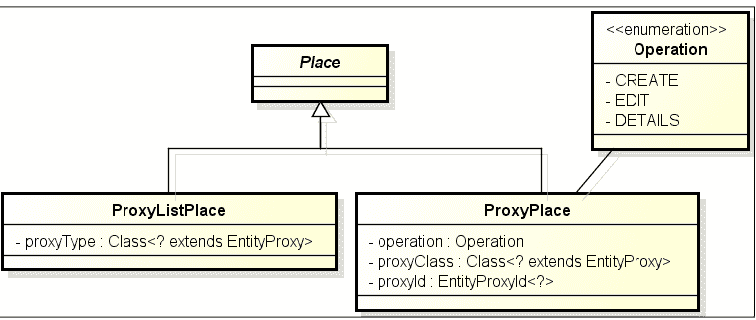 <<enumeration>>
Operation
- CREATE
- EDIT
- DETAILS
Place
ProxyListPlace
- proxyType : Class<? extends EntityProxy>
ProxyPlace
- operation : Operation
- proxyClass : Class<? extends EntityProxy>
- proxyId : EntityProxyId<?>